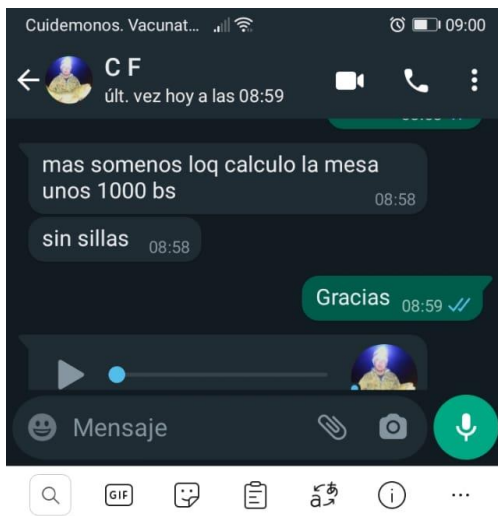 Cuidemonos. Vacunat... 09:00
C F
últ. vez hoy a las 08:59
mas somenos loq calculo la mesa
unos 1000 bs
08:58
sin sillas 08:58
Gracias 08:59
Mensaje
GIF